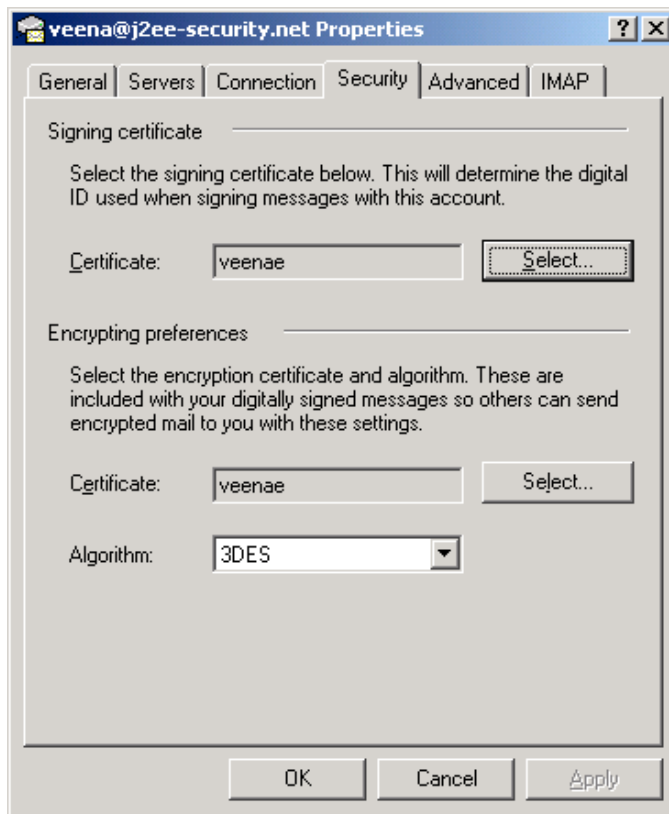 veena@j2ee-security.net Properties
General Servers Connection Security Advanced IMAP
Signing certificate
Select the signing certificate below. This will determine the digital
ID used when signing messages with this account.
Certificate: veenae Select...
Encrypting preferences
Select the encryption certificate and algorithm. These are
included with your digitally signed messages so others can send
encrypted mail to you with these settings.
Certificate: veenae Select...
Algorithm: 3DES
OK Cancel Apply